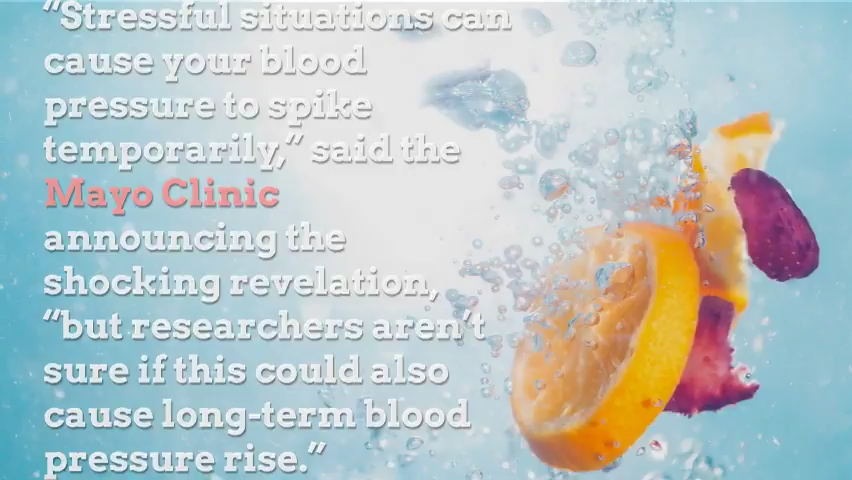 “Stressful situations can
cause your blood
pressure to spike
temporarily,” said the
Mayo Clinic
announcing the
shocking revelation,
“but researchers aren’t
sure if this could also
cause long-term blood
pressure rise.”